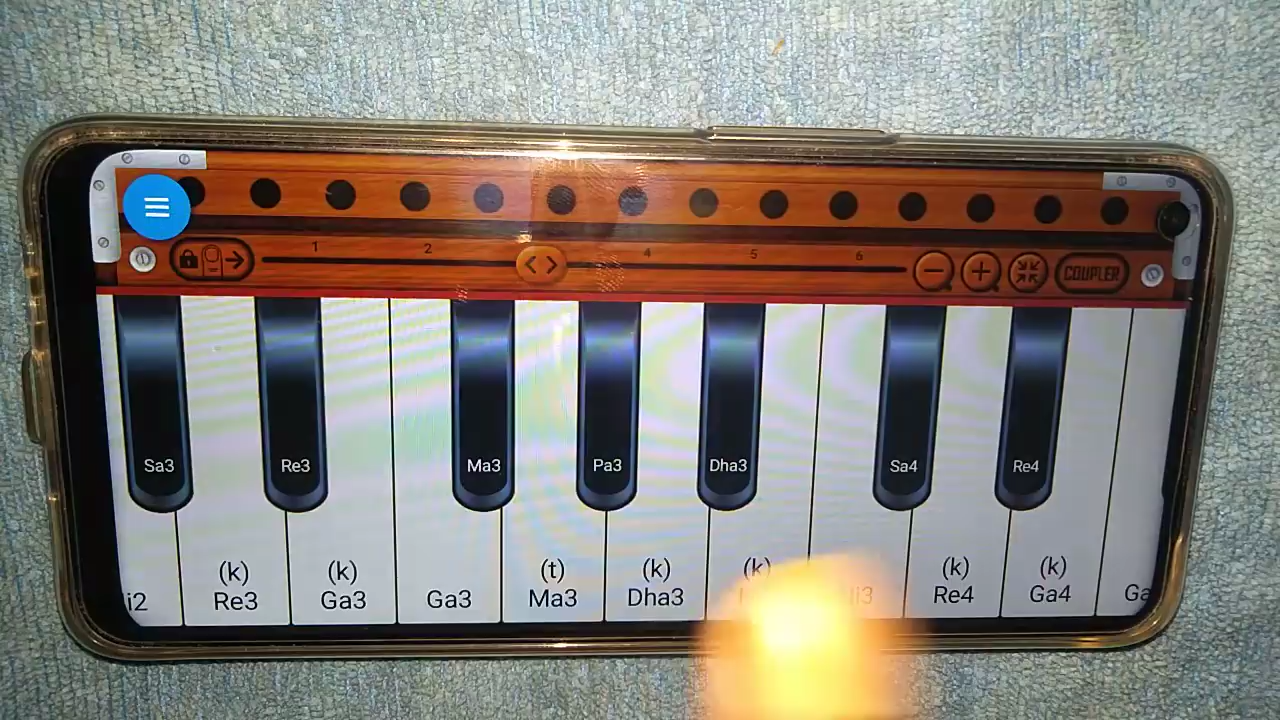 1 2 4 5 6
COUPLER
Sa3 Re3 Ma3 Pa3 Dha3 Sa4 Re4
(k) (k) (t) (k) (k) (k) (k)
Re3 Ga3 Ga3 Ma3 Dha3 Re4 Ga4